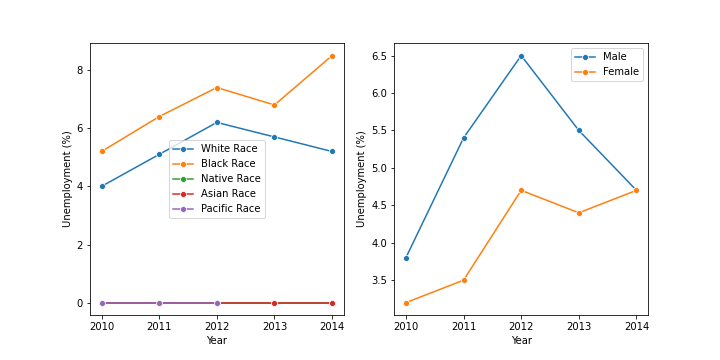 Unemployment (%)
8
6
4
2
0
White Race
Black Race
Native Race
Asian Race
Pacific Race
2010 2011 2012 2013 2014
Year
Unemployment (%)
6.5
6.0
5.5
5.0
4.5
4.0
3.5
Male
Female
2010 2011 2012 2013 2014
Year